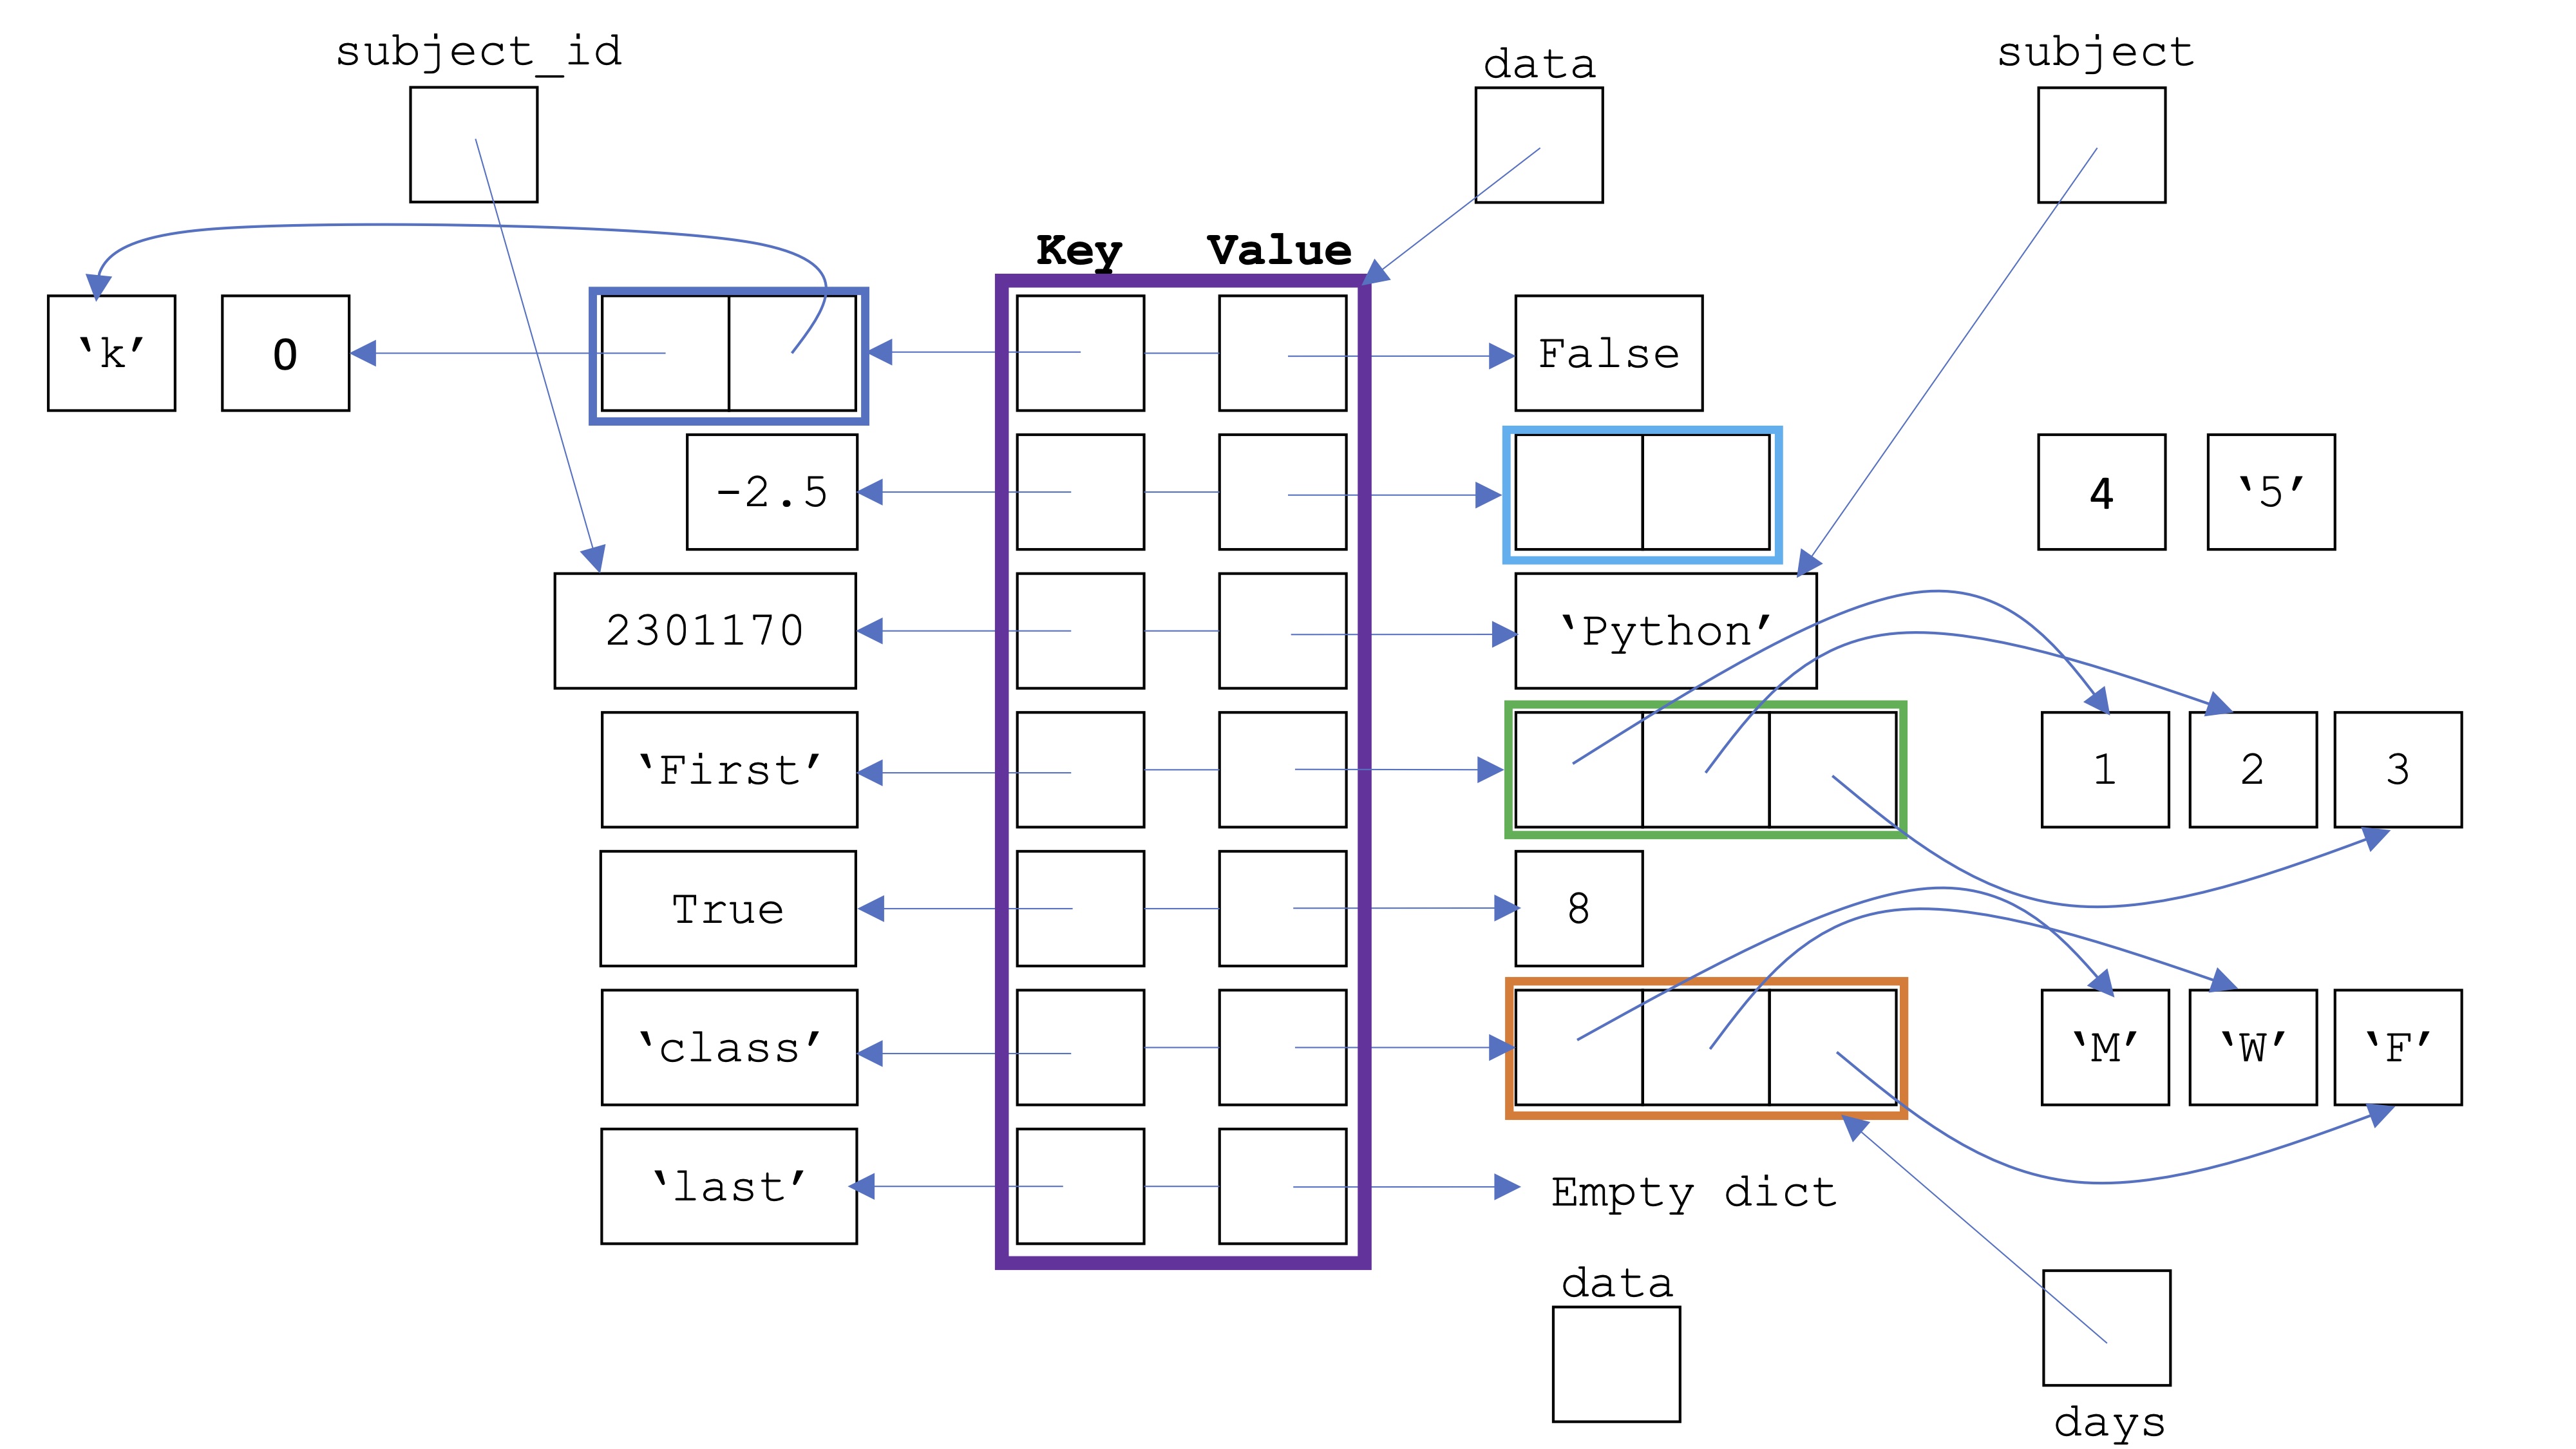 subject_id
data
subject
Key Value
‘k’ 0 False
-2.5 4 ‘5’
2301170 ‘Python’
‘First’ 1 2 3
True 8
‘class’ ‘M’ ‘W’ ‘F’
‘last’ Empty dict
data
days